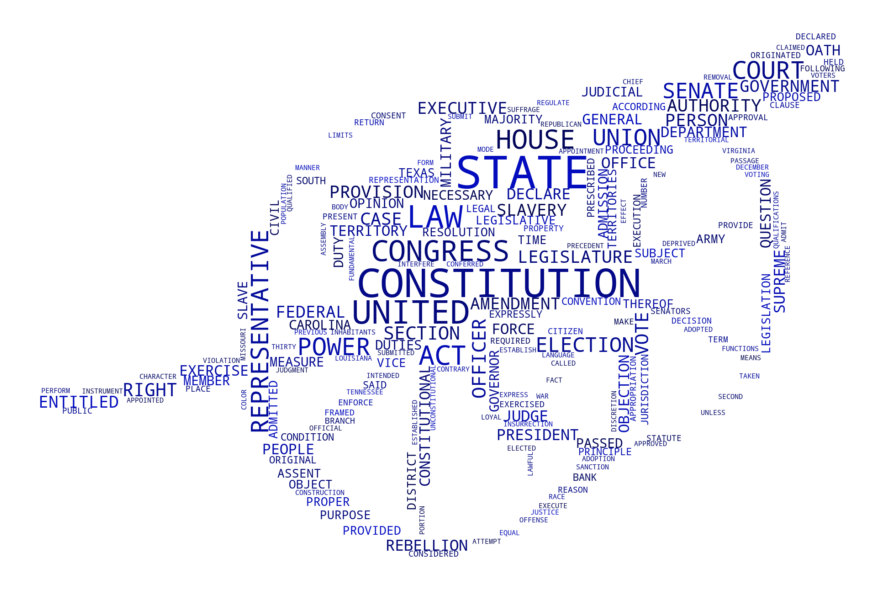 DECLARED
CLAIMED
ORIGINATED OATH
HELD
COURT FOLLOWING
REMOVAL VOTERS
CHIEF
JUDICIAL SENATE GOVERNMENT
PROPOSED
REGULATE ACCORDING AUTHORITY CLAUSE
EXECUTIVE SUFFRAGE
CONSENT SUBMIT MAJORITY GENERAL PERSON APPROVAL
RETURN REPUBLICAN
LIMITS MILITARY HOUSE UNION DEPARTMENT
TERRITORIAL
MODE APPOINTMENT PROCEEDING VIRGINIA
FORM STATE OFFICE PASSAGE
MANNER TEXAS PRESCRIBED ADMISSION TERRITORIES DECEMBER
SOUTH REPRESENTATION NEW VOTING
POPULATION QUALIFIED PROVISION NECESSARY DECLARE EXECUTION NUMBER
CIVIL BODY OPINION LEGAL SLAVERY EFFECT QUESTION QUALIFICATIONS
PRESENT CASE LAW LEGISLATIVE
ASSEMBLY TERRITORY RESOLUTION PROPERTY PROVIDE ADMIT
DUTY FUNDAMENTAL CONGRESS TIME PRECEDENT DEPRIVED ARMY
LEGISLATURE SUBJECT
INTERFERE CONFERRED MARCH SUPREME REFERENCE
REPRESENTATIVE CONSTITUTION
SLAVE FEDERAL UNITED AMENDMENT CONVENTION THEREOF
EXPRESSLY SENATORS
CAROLINA SECTION FORCE MAKE VOTE DECISION
MISSOURI PREVIOUS INHABITANTS CITIZEN ADOPTED LEGISLATION
THIRTY POWER DUTIES OFFICER REQUIRED ELECTION TERM
SUBMITTED ACT ESTABLISH FUNCTIONS
VIOLATION MEASURE LOUISIANA VICE LANGUAGE MEANS
EXERCISE JUDGMENT CONTRARY GOVERNOR CALLED
CHARACTER MEMBER INTENDED FACT TAKEN
PERFORM INSTRUMENT RIGHT PLACE SAID OBJECTION APPROPRIATION JURISDICTION
TENNESSEE EXPRESS WAR
ENTITLED APPOINTED COLOR ADMITTED ENFORCE CONSTITUTIONAL UNCONSTITUTIONAL EXERCISED DISCRETION SECOND
PUBLIC FRAMED LOYAL JUDGE UNLESS
BRANCH ESTABLISHED INSURRECTION
OFFICIAL
CONDITION PRESIDENT STATUTE
PEOPLE ELECTED PASSED APPROVED
PRINCIPLE
ORIGINAL LAWFUL ADOPTION
ASSENT DISTRICT SANCTION
OBJECT BANK
CONSTRUCTION REASON
PROPER RACE
EXECUTE
PURPOSE PORTION JUSTICE
OFFENSE
PROVIDED EQUAL
REBELLION ATTEMPT
CONSIDERED